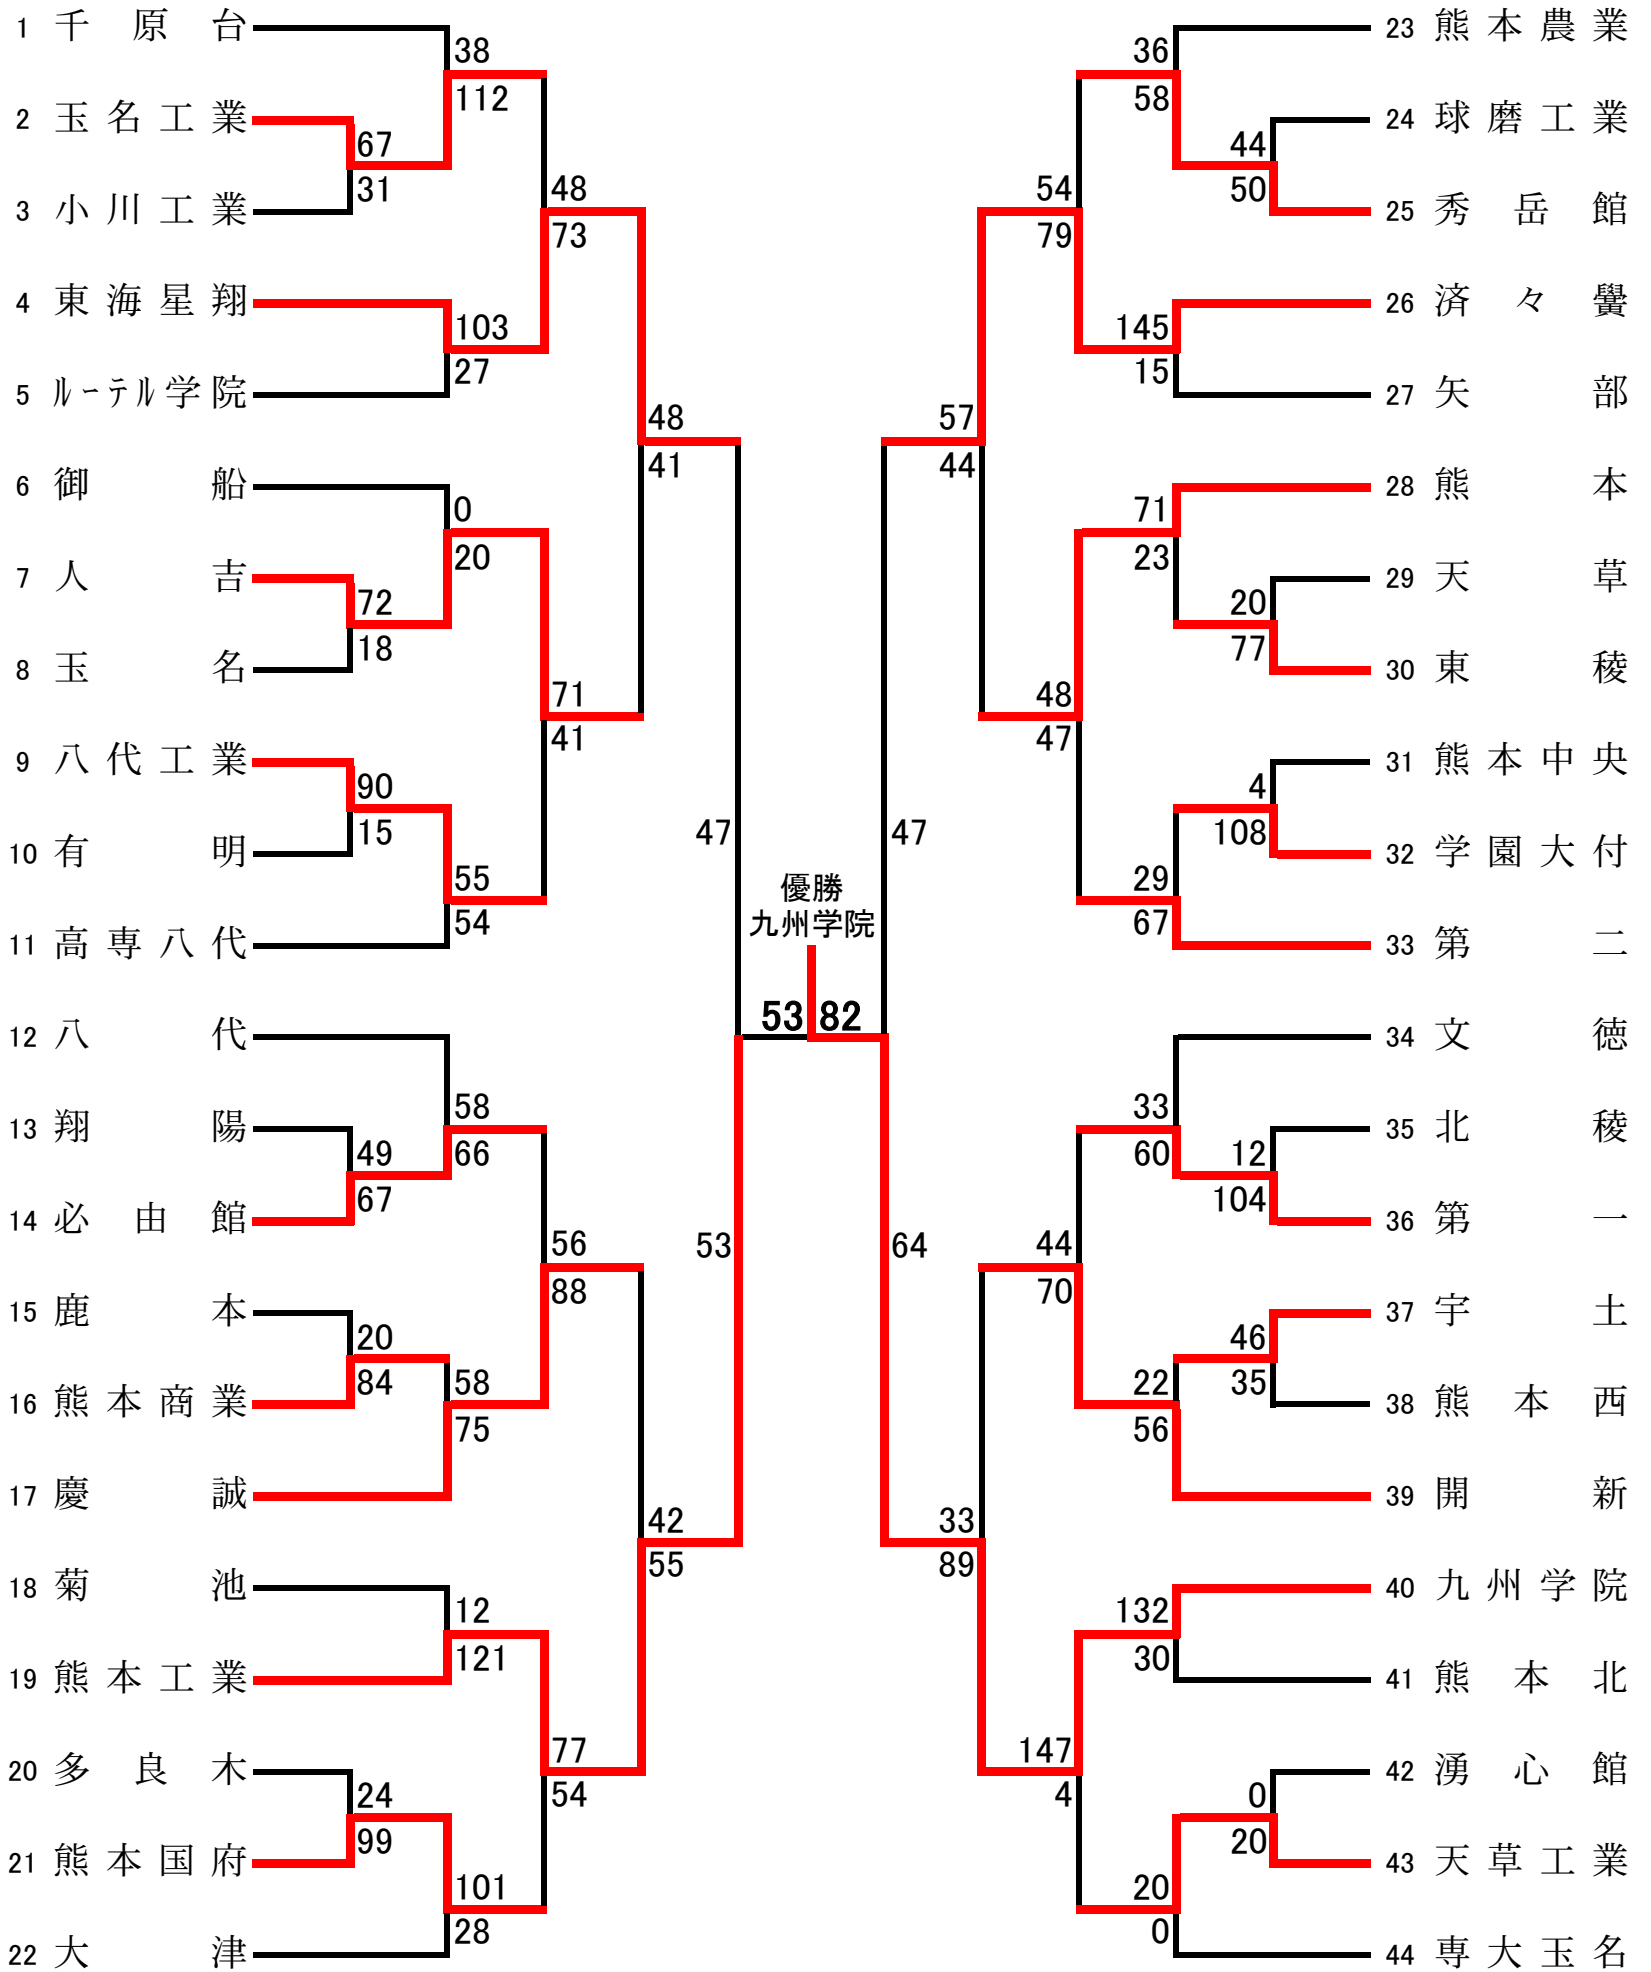 1 千原台
2 玉名工業
3 小川工業
4 東海星翔
5 ルーテル学院
6 御船
7 人吉
8 玉名
9 八代工業
10 有明
11 高専八代
12 八代
13 翔陽
14 必由館
15 鹿本
16 熊本商業
17 慶誠
18 菊池
19 熊本工業
20 多良木
21 熊本国府
22 大津
67
31
72
18
90
15
49
67
20
84
24
99
38
112
103
27
0
20
55
54
58
66
58
75
12
121
101
28
48
73
71
41
56
88
77
54
48
41
42
55
47
53
優勝
九州学院
53 82
47
64
57
44
33
89
54
79
48
47
44
70
147
4
36
58
145
15
71
23
29
67
33
60
22
56
132
30
20
0
44
50
20
77
4
108
12
104
46
35
0
20
23 熊本農業
24 球磨工業
25 秀岳館
26 済々黌
27 矢部
28 熊本
29 天草
30 東稜
31 熊本中央
32 学園大付
33 第二
34 文徳
35 北稜
36 第一
37 宇土
38 熊本西
39 開新
40 九州学院
41 熊本北
42 湧心館
43 天草工業
44 専大玉名